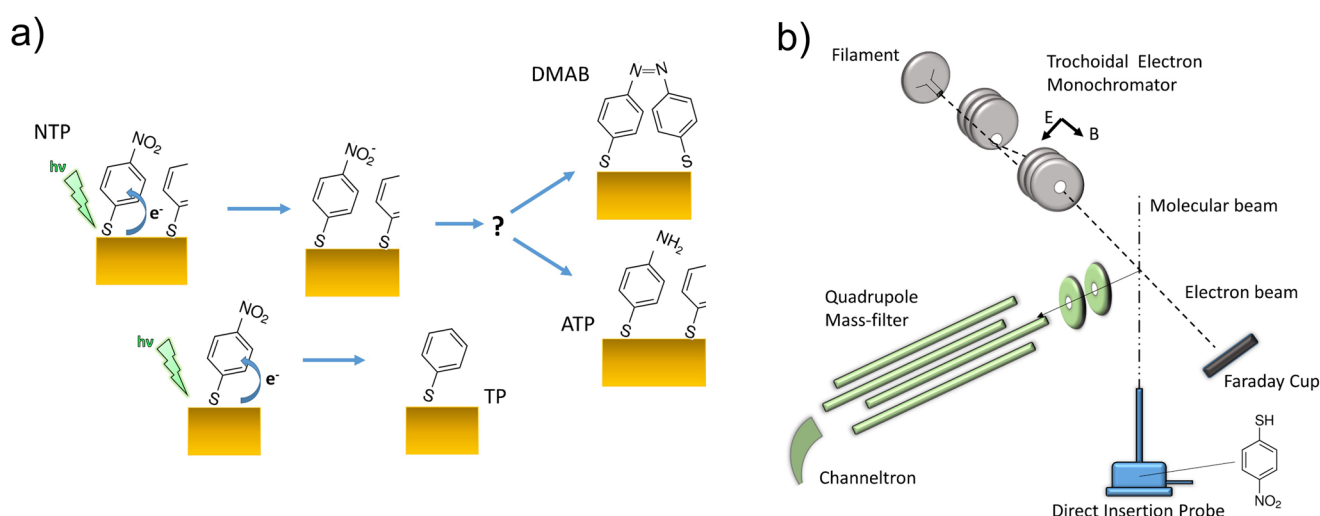 a)
NTP
hν
NO2
e-
S
S
NO2-
S
S
?
DMAB
N=N
S
S
NH2
ATP
S
S
hν
NO2
e-
S
S
TP
b)
Filament
Trochoidal Electron
Monochromator
E
B
Molecular beam
Quadrupole
Mass-filter
Electron beam
Faraday Cup
Channeltron
SH
NO2
Direct Insertion Probe